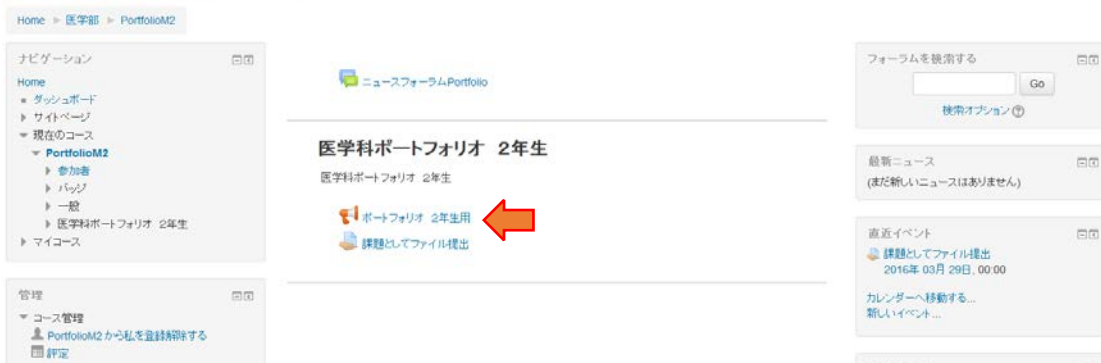 Home ▶ 医学部 ▶ PortfolioM2
ナビゲーション
Home
ダッシュボード
サイトページ
現在のコース
PortfolioM2
参加者
バッジ
一般
医学科ポートフォリオ 2年生
マイコース
管理
コース管理
PortfolioM2 から私を登録解除する
評定
ニュースフォーラムPortfolio
医学科ポートフォリオ 2年生
医学科ポートフォリオ 2年生
ポートフォリオ 2年生用
課題としてファイル提出
フォーラムを検索する
Go
検索オプション
最新ニュース
(まだ新しいニュースはありません)
直近イベント
課題としてファイル提出
2016年 03月 29日, 00:00
カレンダーへ移動する...
新しいイベント...